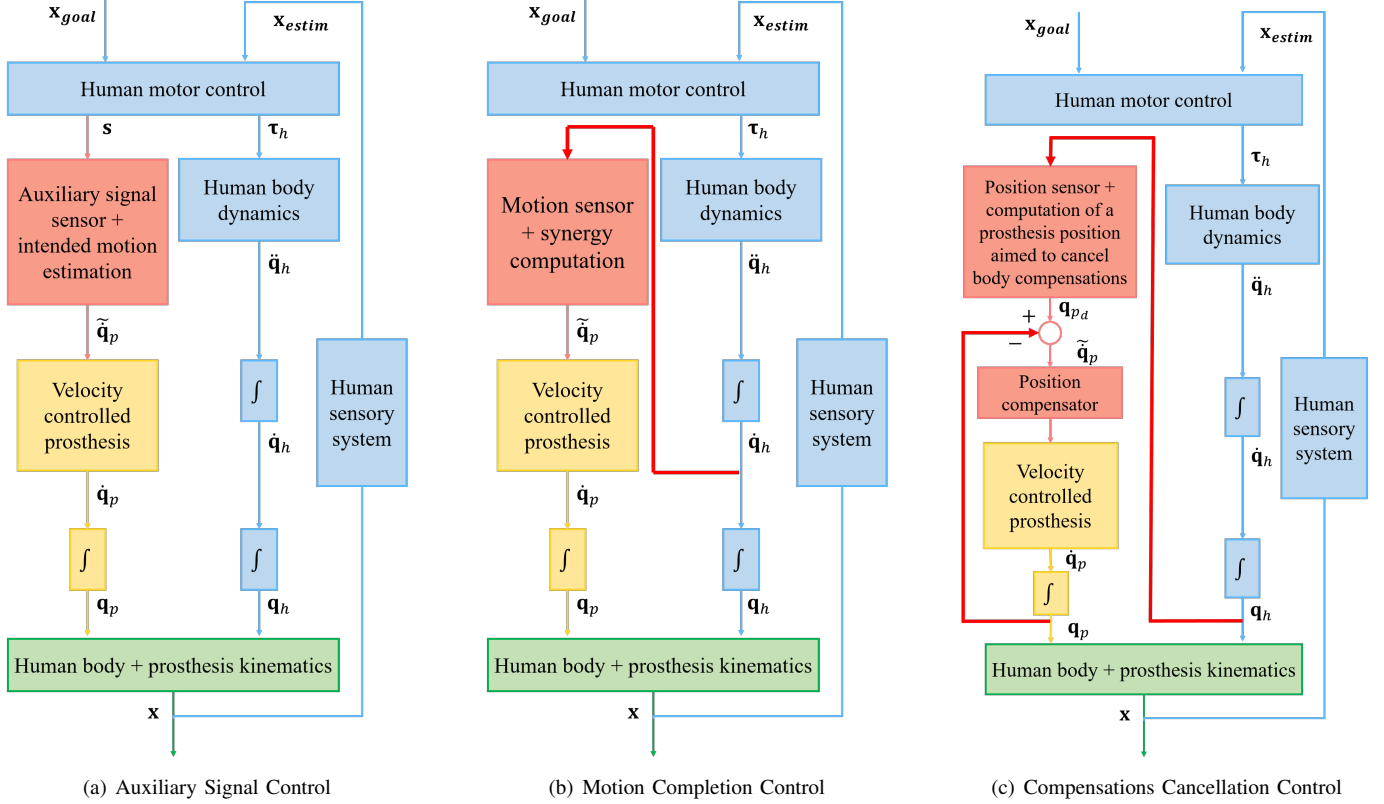 x_goal
x_estim
Human motor control
s
τ_h
Auxiliary signal
sensor +
intended motion
estimation
Human body
dynamics
q̈_h
q̇̃_p
Velocity
controlled
prosthesis
∫
Human
sensory
system
q̇_h
q̇_p
∫
∫
q_p
q_h
Human body + prosthesis kinematics
x
(a) Auxiliary Signal Control
x_goal
x_estim
Human motor control
τ_h
Motion sensor
+ synergy
computation
Human body
dynamics
q̈_h
q̇̃_p
Velocity
controlled
prosthesis
∫
Human
sensory
system
q̇_h
q̇_p
∫
∫
q_p
q_h
Human body + prosthesis kinematics
x
(b) Motion Completion Control
x_goal
x_estim
Human motor control
τ_h
Position sensor +
computation of a
prosthesis position
aimed to cancel
body compensations
Human body
dynamics
q̈_h
q_{p_d}
+
−
q̇̃_p
Position
compensator
∫
Human
sensory
system
q̇_h
Velocity
controlled
prosthesis
q̇_p
∫
∫
q_p
q_h
Human body + prosthesis kinematics
x
(c) Compensations Cancellation Control